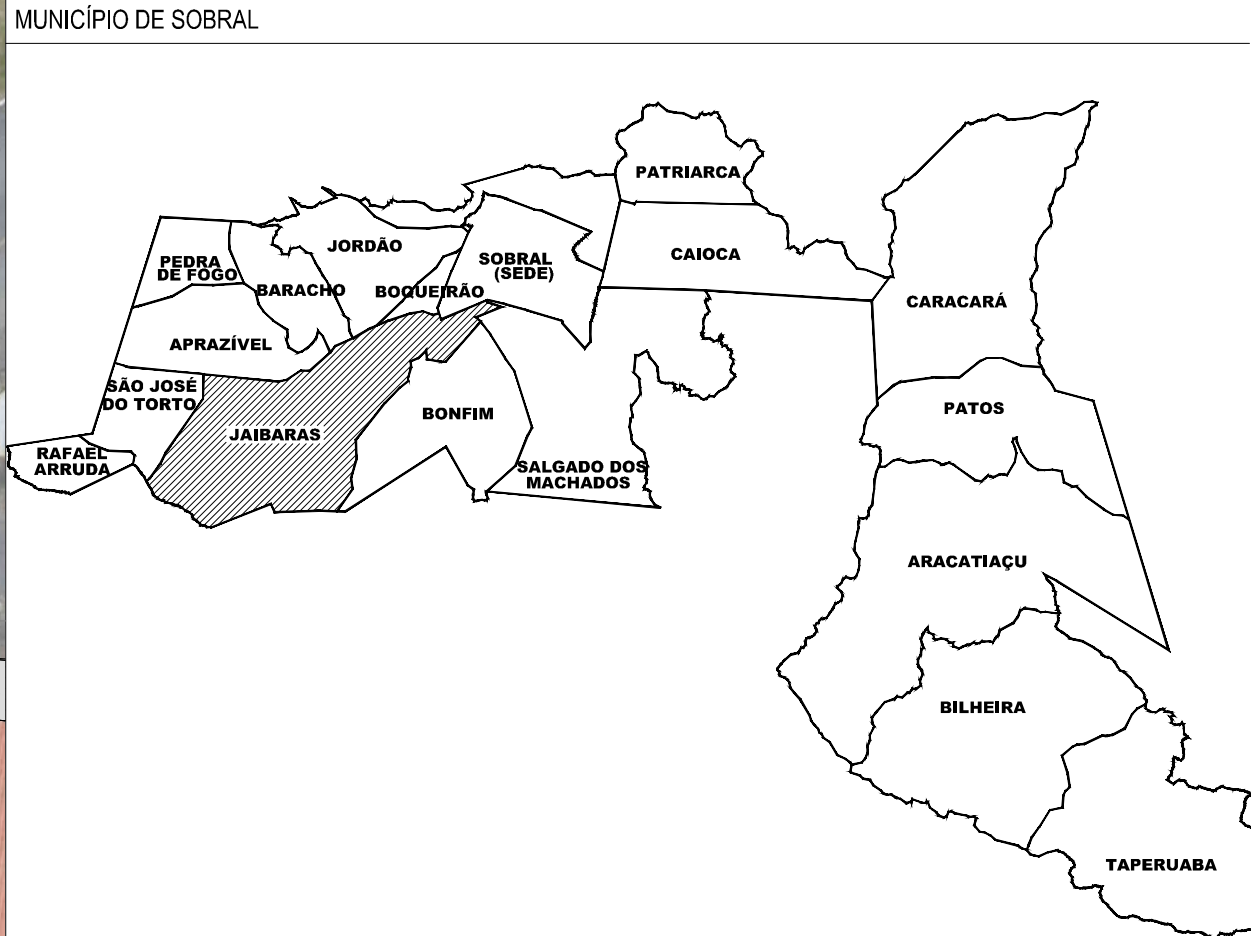 MUNICÍPIO DE SOBRAL
PATRIARCA
CAIOCA
JORDÃO
SOBRAL
(SEDE)
PEDRA
DE FOGO
BARACHO
BOQUEIRÃO
CARACARÁ
APRAZÍVEL
SÃO JOSÉ
DO TORTO
JAIBARAS
BONFIM
PATOS
RAFAEL
ARRUDA
SALGADO DOS
MACHADOS
ARACATIAÇU
BILHEIRA
TAPERUABA